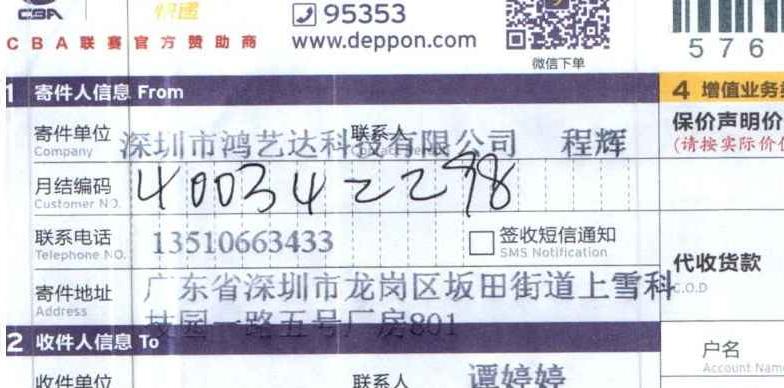 CBA 快递
95353
CBA联赛官方赞助商
www.deppon.com
微信下单
576
1 寄件人信息 From
4 增值业务
寄件单位 Company 深圳市鸿艺达科技有限公司 联系人 程辉
保价声明价
(请按实际价
月结编码 Customer NO. 4003422298
联系电话 Telephone NO. 13510663433
签收短信通知 SMS Notification
代收货款
C.O.D
寄件地址 Address 广东省深圳市龙岗区坂田街道上雪科
技园一路五号厂房801
2 收件人信息 To
户名
Account Name
收件单位 联系人 谭婷婷